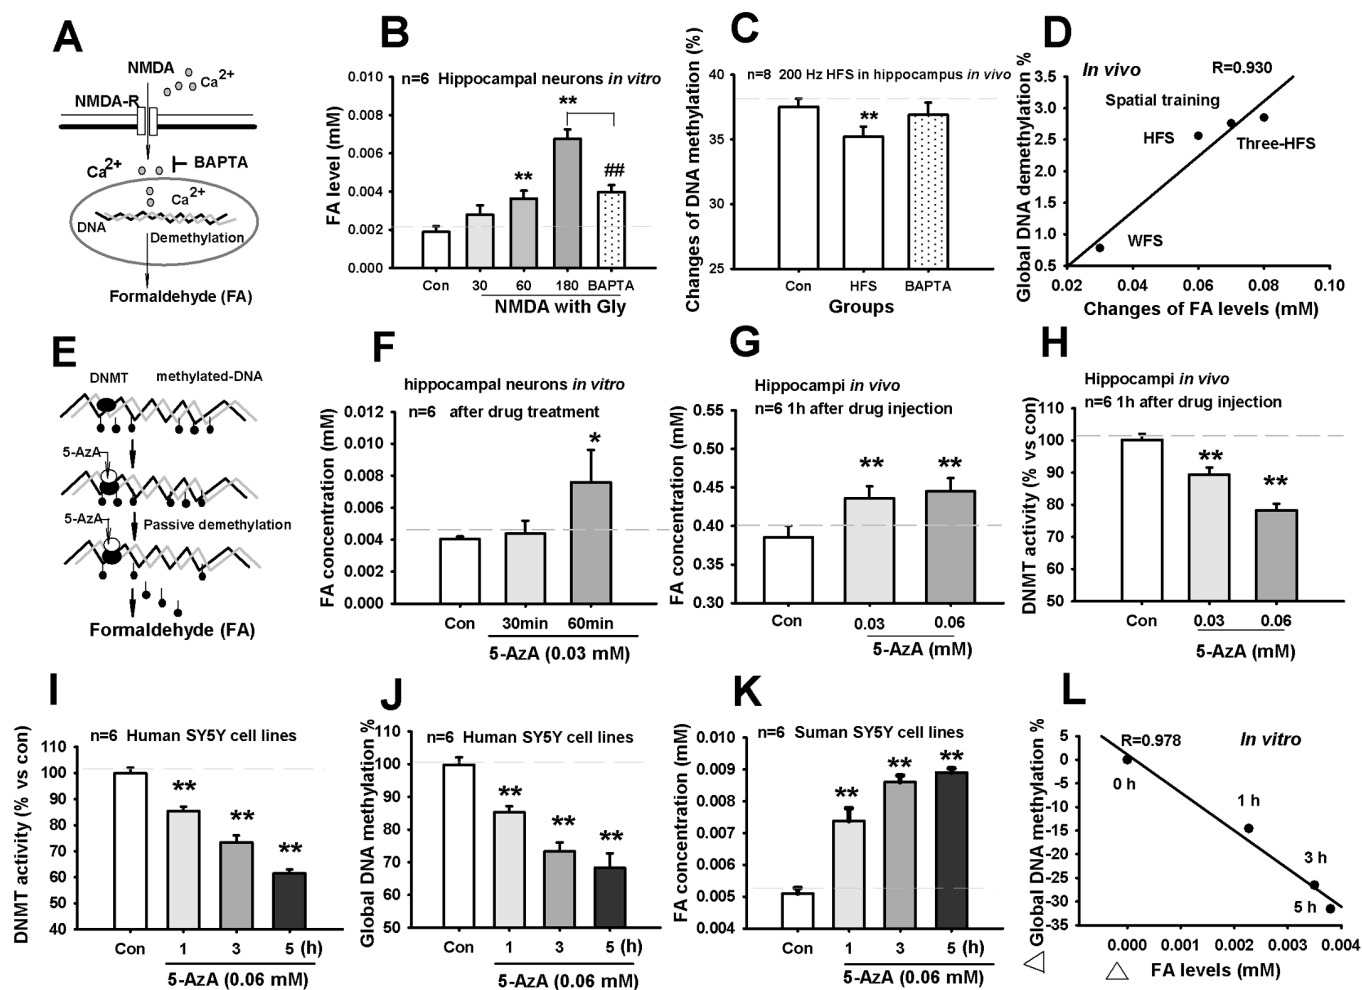 A
NMDA
Ca2+
NMDA-R
Ca2+
BAPTA
Ca2+
DNA
Demethylation
Formaldehyde (FA)
B
n=6 Hippocampal neurons in vitro
FA level (mM)
0.010
0.008
0.006
0.004
0.002
0.000
**
**
##
Con
30
60
180
BAPTA
NMDA with Gly
C
n=8 200 Hz HFS in hippocampus in vivo
Changes of DNA methylation (%)
40
35
30
25
**
Con
HFS
BAPTA
Groups
D
In vivo
R=0.930
Global DNA demethylation %
3.5
3.0
2.5
2.0
1.5
1.0
0.5
Spatial training
HFS
Three-HFS
WFS
0.02
0.04
0.06
0.08
0.10
Changes of FA levels (mM)
E
DNMT
methylated-DNA
5-AzA
5-AzA
Passive demethylation
Formaldehyde (FA)
F
hippocampal neurons in vitro
n=6 after drug treatment
FA concentration (mM)
0.012
0.010
0.008
0.006
0.004
0.002
0.000
*
Con
30min
60min
5-AzA (0.03 mM)
G
Hippocampi in vivo
n=6 1h after drug injection
FA concentration (mM)
0.55
0.50
0.45
0.40
0.35
0.30
**
**
Con
0.03
0.06
5-AzA (mM)
H
Hippocampi in vivo
n=6 1h after drug injection
DNMT activity (% vs con)
110
100
90
80
70
60
50
**
**
Con
0.03
0.06
5-AzA (mM)
I
n=6 Human SY5Y cell lines
DNMT activity (% vs con)
110
100
90
80
70
60
50
40
**
**
**
Con
1
3
5 (h)
5-AzA (0.06 mM)
J
n=6 Human SY5Y cell lines
Global DNA methylation %
110
100
90
80
70
60
50
**
**
**
Con
1
3
5 (h)
5-AzA (0.06 mM)
K
n=6 Suman SY5Y cell lines
FA concentration (mM)
0.010
0.009
0.008
0.007
0.006
0.005
0.004
**
**
**
Con
1
3
5 (h)
5-AzA (0.06 mM)
L
R=0.978
In vitro
△ Global DNA methylation %
5
0
-5
-10
-15
-20
-25
-30
-35
0 h
1 h
3 h
5 h
0.000
0.001
0.002
0.003
0.004
△ FA levels (mM)